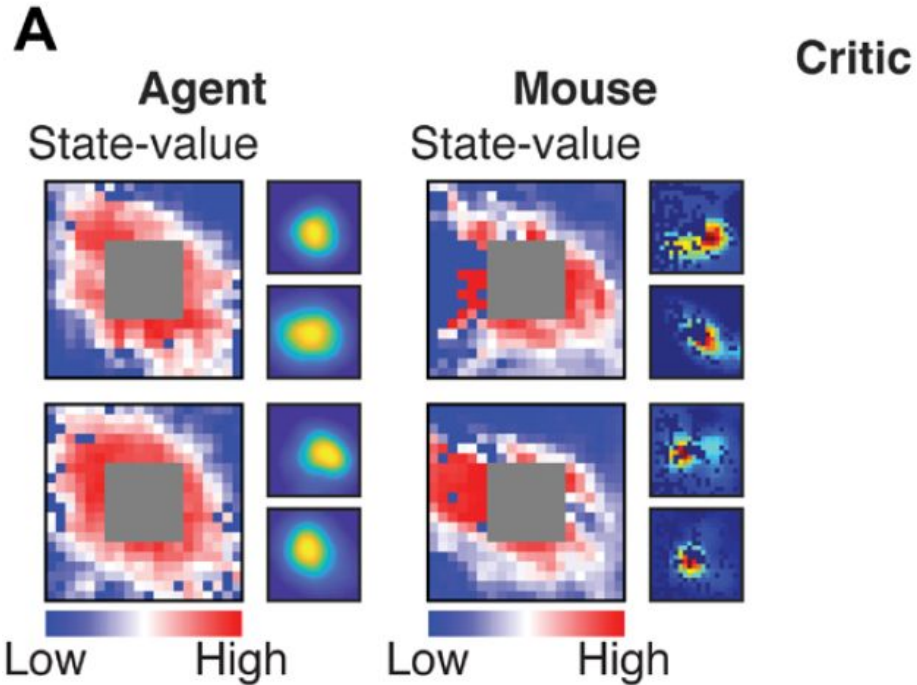 A
Critic
Agent Mouse
State-value State-value
Low High Low High